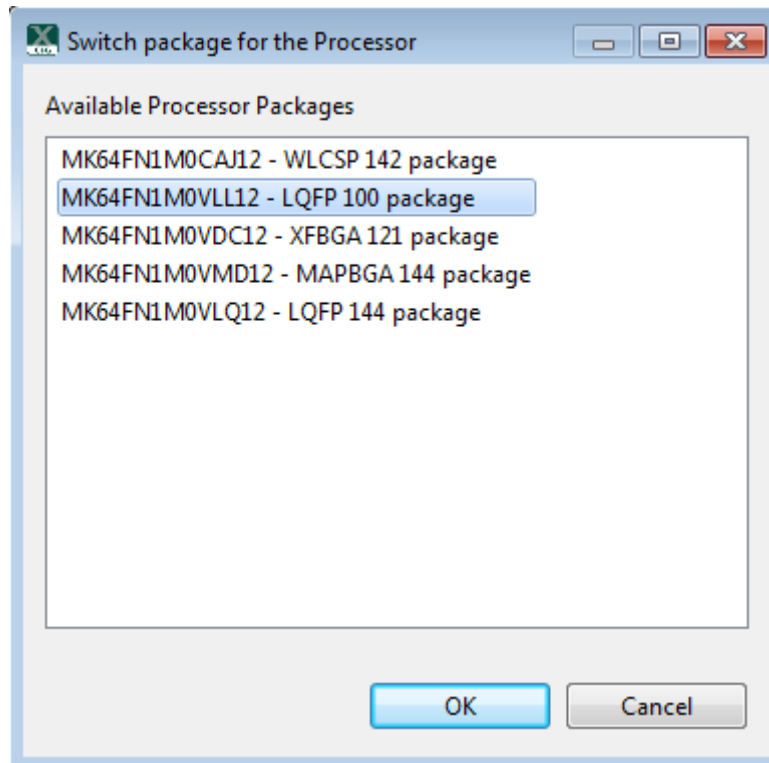 Switch package for the Processor
Available Processor Packages
MK64FN1M0CAJ12 - WLCSP 142 package
MK64FN1M0VLL12 - LQFP 100 package
MK64FN1M0VDC12 - XFBGA 121 package
MK64FN1M0VMD12 - MAPBGA 144 package
MK64FN1M0VLQ12 - LQFP 144 package
OK Cancel